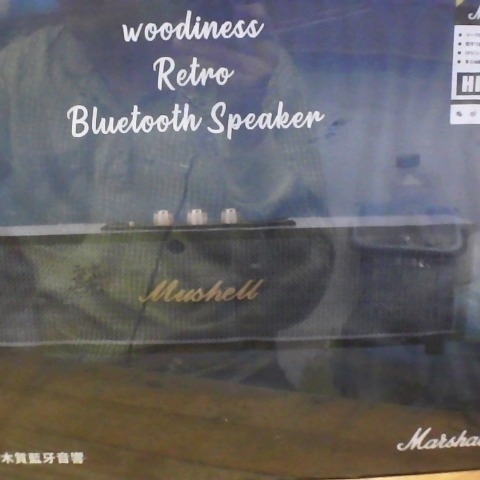 woodiness
Retro
Bluetooth Speaker
Mushell
木質藍牙音響